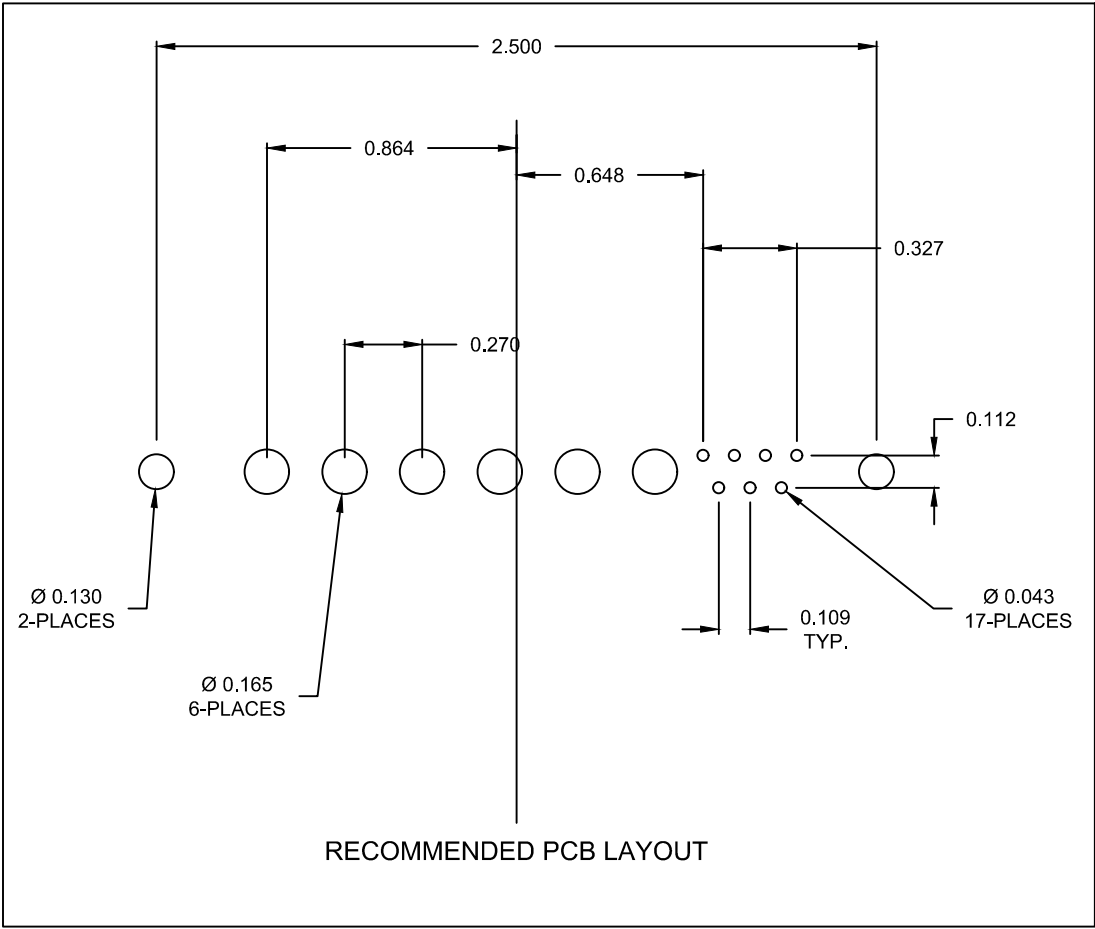 2.500
0.864
0.648
0.327
0.270
0.112
Ø 0.130
2-PLACES
Ø 0.165
6-PLACES
0.109
TYP.
Ø 0.043
17-PLACES
RECOMMENDED PCB LAYOUT